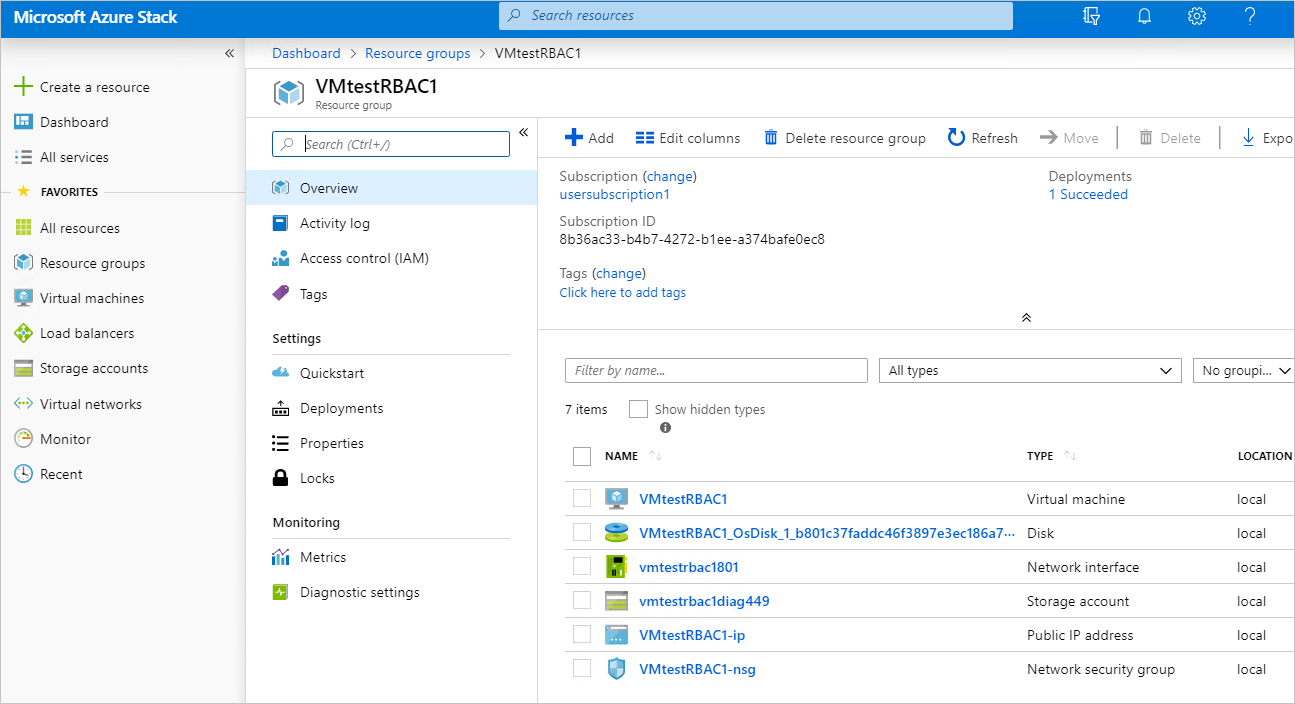 Microsoft Azure Stack
Search resources
?
«
Create a resource
Dashboard
All services
FAVORITES
All resources
Resource groups
Virtual machines
Load balancers
Storage accounts
Virtual networks
Monitor
Recent
Dashboard > Resource groups > VMtestRBAC1
VMtestRBAC1
Resource group
Search (Ctrl+/)
«
Overview
Activity log
Access control (IAM)
Tags
Settings
Quickstart
Deployments
Properties
Locks
Monitoring
Metrics
Diagnostic settings
Add Edit columns Delete resource group Refresh Move Delete Expo
Subscription (change)
usersubscription1
Subscription ID
8b36ac33-b4b7-4272-b1ee-a374bafe0ec8
Tags (change)
Click here to add tags
Deployments
1 Succeeded
Filter by name... All types No groupi...
7 items Show hidden types
NAME TYPE LOCATION
VMtestRBAC1 Virtual machine local
VMtestRBAC1_OsDisk_1_b801c37faddc46f3897e3ec186a7... Disk local
vmtestrbac1801 Network interface local
vmtestrbac1diag449 Storage account local
VMtestRBAC1-ip Public IP address local
VMtestRBAC1-nsg Network security group local